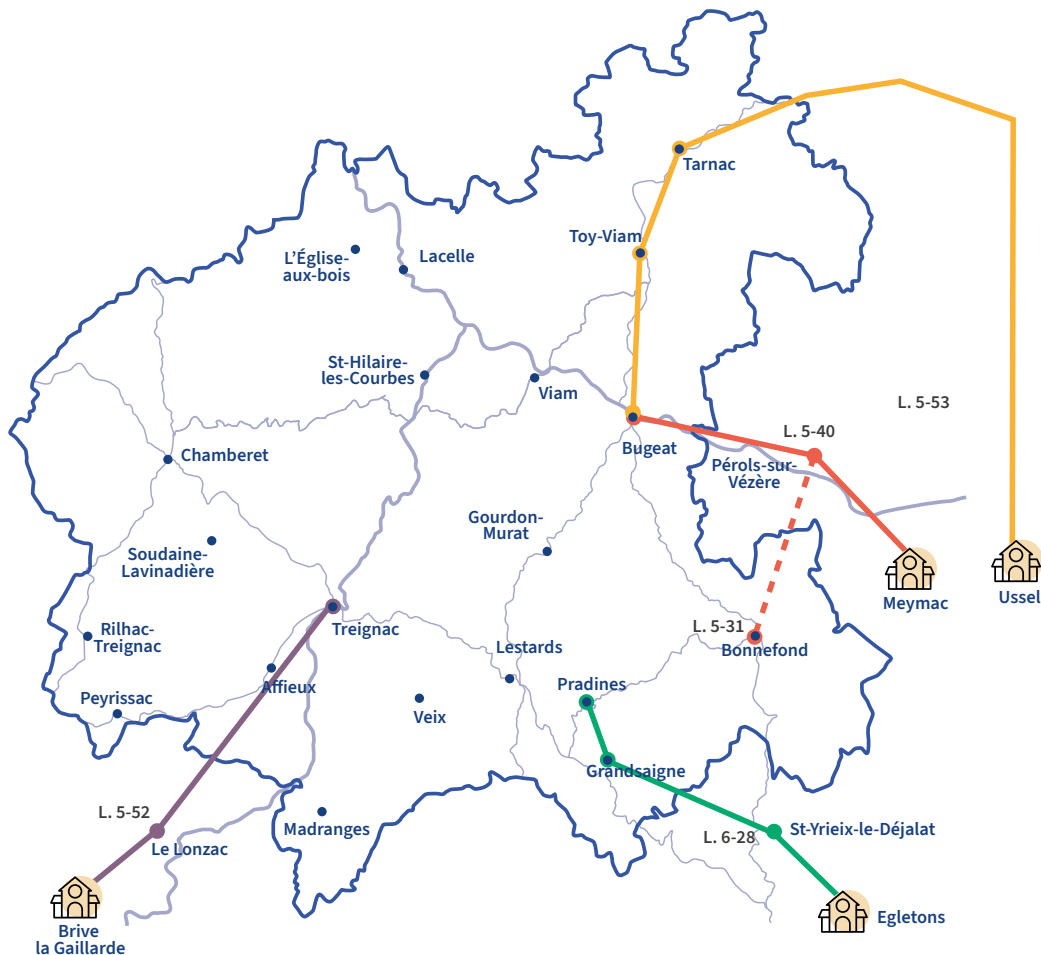 Tarnac
Toy-Viam
L'Église-
aux-bois
Lacelle
St-Hilaire-
les-Courbes
Viam
L. 5-53
L. 5-40
Bugeat
Chamberet
Pérols-sur-
Vézère
Gourdon-
Murat
Soudaine-
Lavinadière
Meymac
Ussel
Treignac
Rilhac-
Treignac
L. 5-31
Bonnefond
Lestards
Affieux
Pradines
Peyrissac
Veix
Grandsaigne
L. 5-52
Madranges
St-Yrieix-le-Déjalat
L. 6-28
Le Lonzac
Egletons
Brive
la Gaillarde